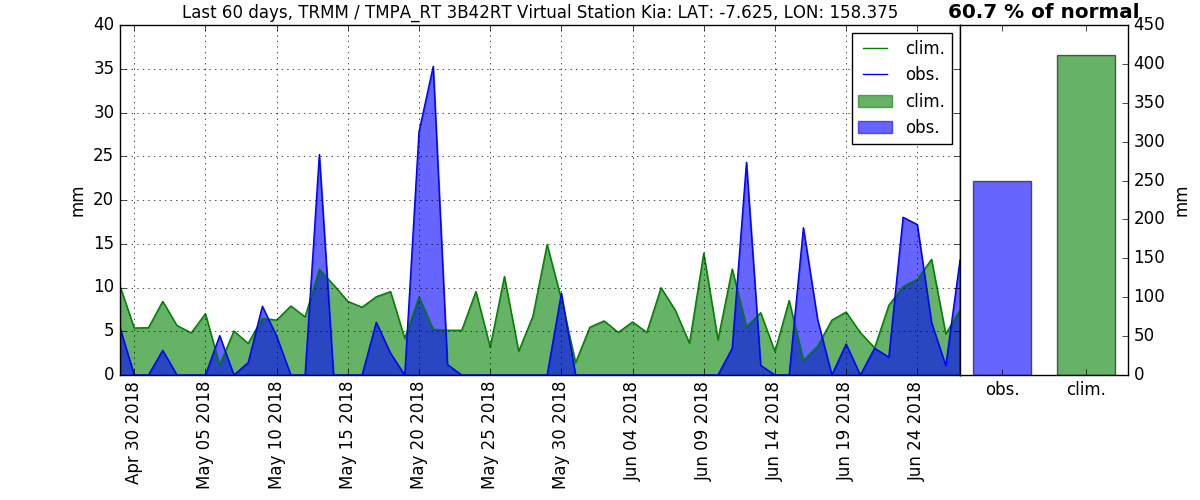 Last 60 days, TRMM / TMPA_RT 3B42RT Virtual Station Kia: LAT: -7.625, LON: 158.375
60.7 % of normal
40
35
30
25
20
15
10
5
0
mm
clim.
obs.
clim.
obs.
Apr 30 2018
May 05 2018
May 10 2018
May 15 2018
May 20 2018
May 25 2018
May 30 2018
Jun 04 2018
Jun 09 2018
Jun 14 2018
Jun 19 2018
Jun 24 2018
450
400
350
300
250
200
150
100
50
0
mm
obs.
clim.